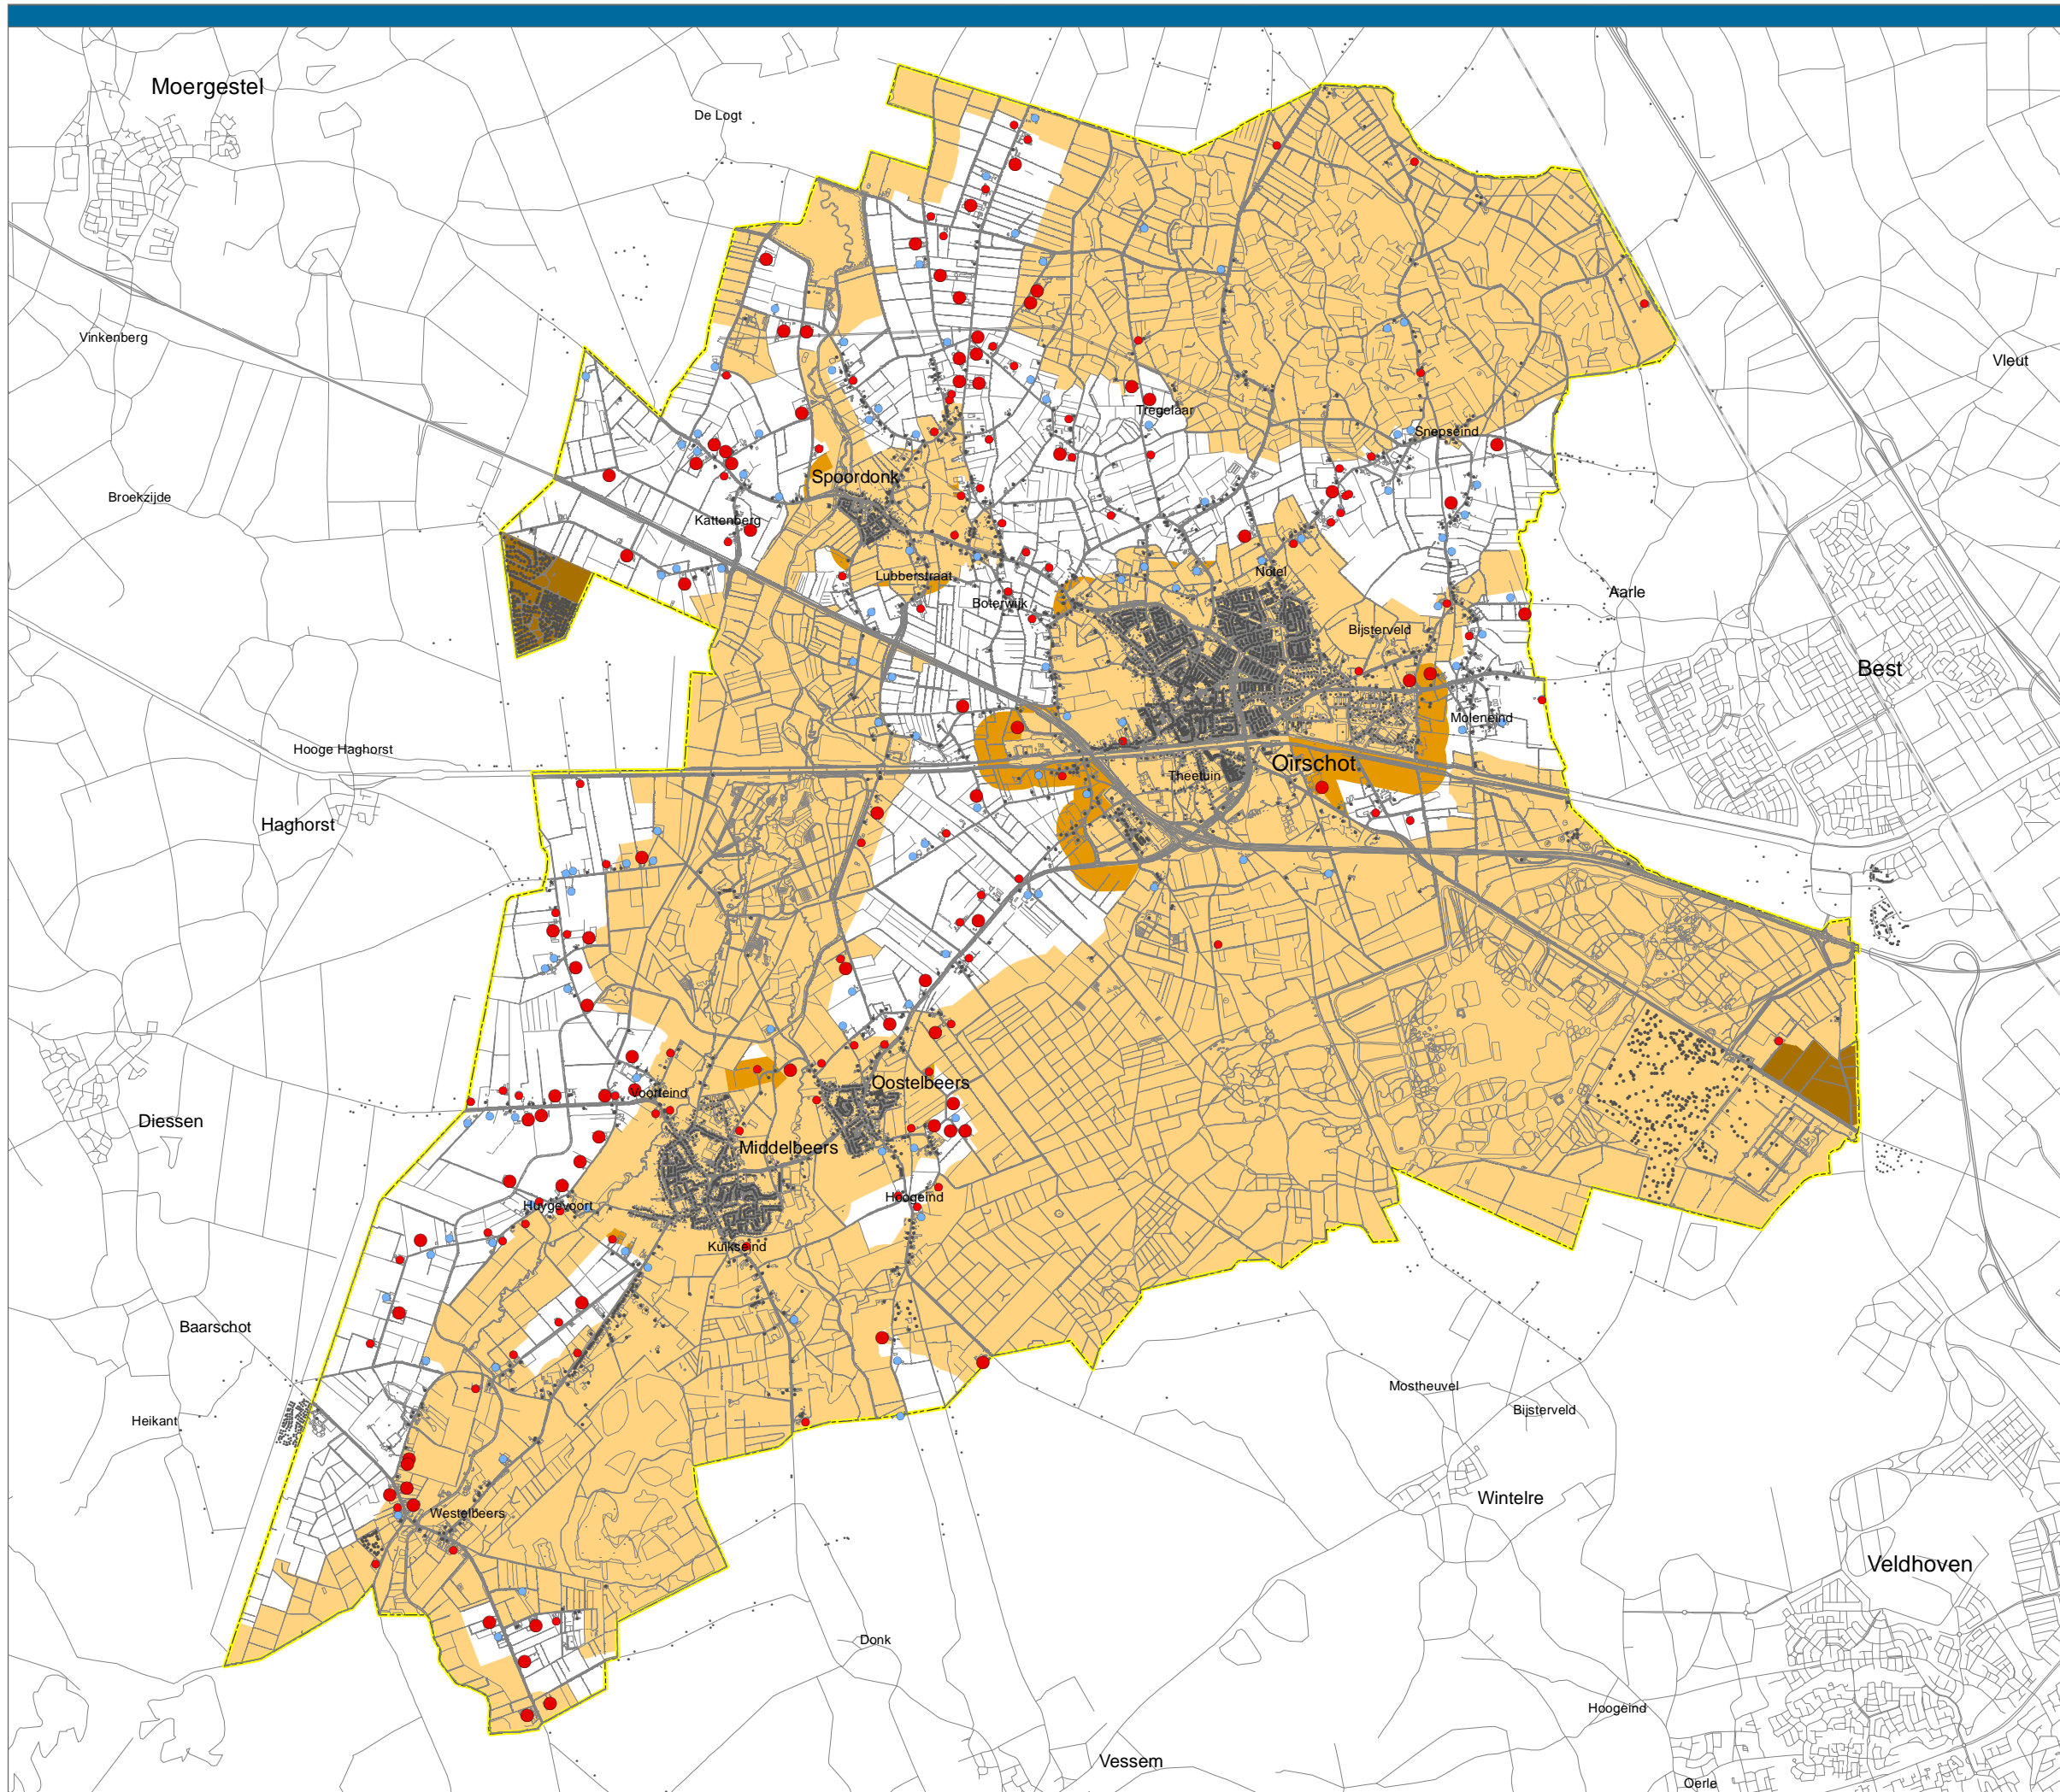 Moergestel
De Logt
Vinkenberg
Vleut
Tregelaar
Snepseind
Spoordonk
Broekzijde
Kattenberg
Notel
Lubberstraat
Aarle
Boterwijk
Bijsterveld
Best
Moleneind
Hooge Haghorst
Oirschot
Theetuin
Haghorst
Oostelbeers
Voorteind
Diessen
Middelbeers
Hoogeind
Huygevoort
Kuikseind
Baarschot
Mostheuvel
Bijsterveld
Heikant
Wintelre
Westelbeers
Veldhoven
Donk
Hoogeind
Vessem
Oerle